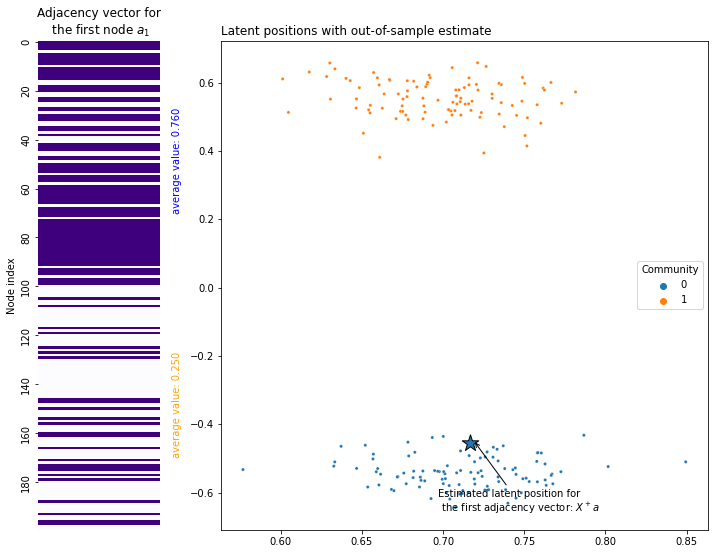 Adjacency vector for
the first node a₁
0
20
40
60
80
100
120
140
160
180
Node index
average value: 0.760
average value: 0.250
Latent positions with out-of-sample estimate
0.6
0.4
0.2
0.0
−0.2
−0.4
−0.6
0.60
0.65
0.70
0.75
0.80
0.85
Community
0
1
Estimated latent position for
the first adjacency vector: X⁺a